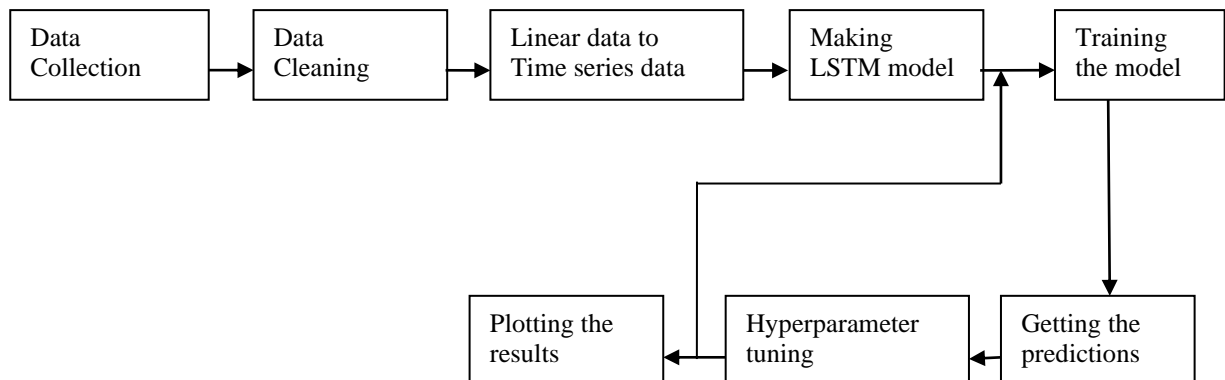 Data
Collection
Data
Cleaning
Linear data to
Time series data
Making
LSTM model
Training
the model
Plotting the
results
Hyperparameter
tuning
Getting the
predictions